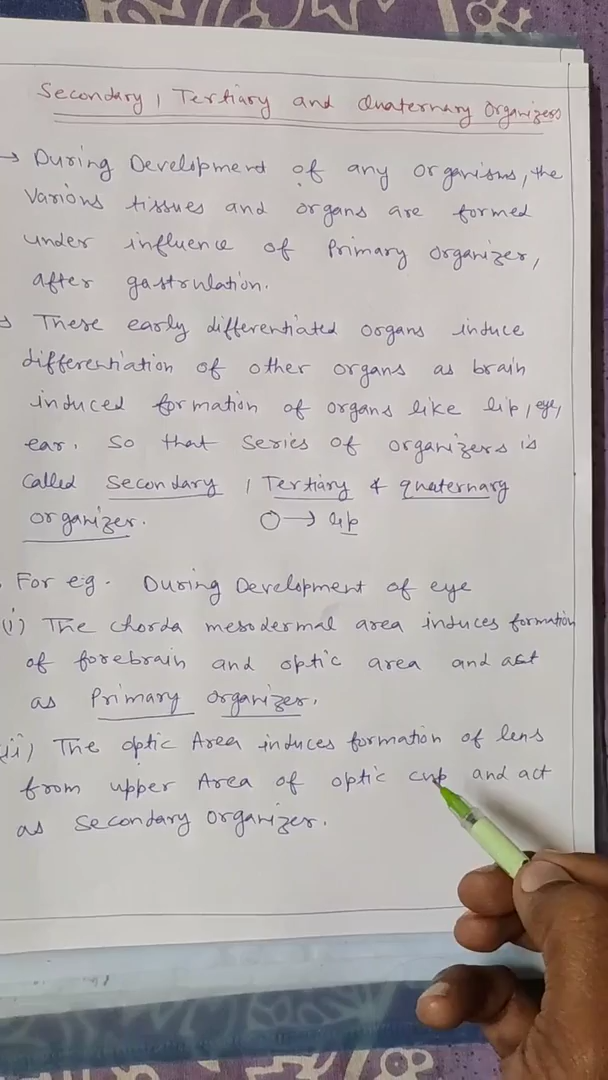 Secondary, Tertiary and Quaternary Organizers
→ During Development of any organisms, the
various tissues and organs are formed
under influence of Primary organizer,
after gastrulation.
→ These early differentiated organs induce
differentiation of other organs as brain
induced formation of organs like lip, eye,
ear. So that series of organizers is
called Secondary, Tertiary & quaternary
organizer. → lip
For eg. During Development of eye
(i) The chorda mesodermal area induces formation
of forebrain and optic area and act
as Primary organizer.
(ii) The optic Area induces formation of lens
from upper Area of optic cup and act
as secondary organizer.